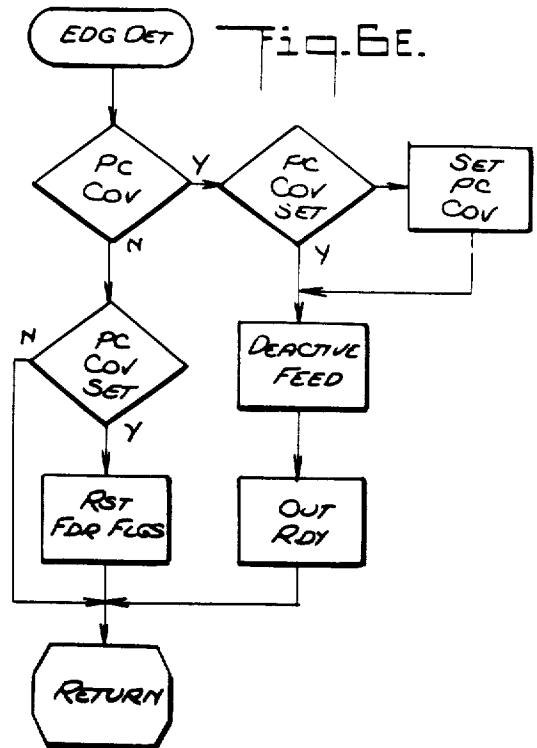 EDG DET
Fig. 6E.
PC
COV
Y
PC
COV
SET
SET
PC
COV
N
Y
N
PC
COV
SET
DEACTIVE
FEED
Y
RST
FDR FLGS
OUT
RDY
RETURN